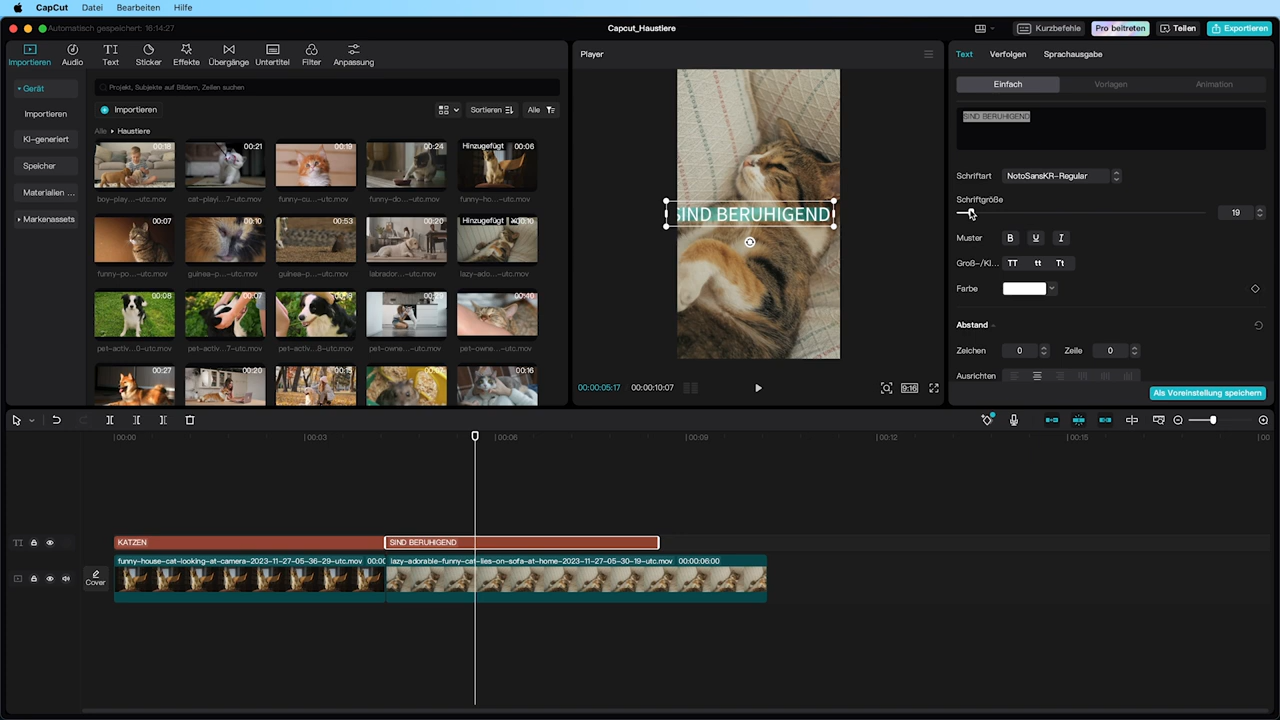 CapCut Datei Bearbeiten Hilfe
Automatisch gespeichert: 16:14:27
Capcut_Haustiere
Kurzbefehle
Pro beitreten
Teilen
Exportieren
Importieren
Audio
Text
Sticker
Effekte
Übergänge
Untertitel
Filter
Anpassung
Gerät
Importieren
KI-generiert
Speicher
Materialien ...
Markenassets
Projekt, Subjekte auf Bildern, Zeilen suchen
Importieren
Sortieren
Alle
Alle Haustiere
00:18
00:21
00:19
00:24
Hinzugefügt 00:06
boy-play...-utc.mov
cat-playi...7-utc.mov
funny-cu...-utc.mov
funny-do...-utc.mov
funny-ho...-utc.mov
00:07
00:09
00:09
00:20
Hinzugefügt
funny-po...-utc.mov
guinea-p...-utc.mov
guinea-p...-utc.mov
labrador...-utc.mov
lazy-ado...-utc.mov
00:08
00:07
00:08
00:29
00:40
pet-activ...0-utc.mov
pet-activ...7-utc.mov
pet-activ...8-utc.mov
pet-owne...-utc.mov
pet-owne...-utc.mov
00:27
00:20
00:15
00:16
Player
SIND BERUHIGEND
00:00:05:17
00:00:10:07
9:16
Text
Verfolgen
Sprachausgabe
Einfach
Vorlagen
Animation
SIND BERUHIGEND
Schriftart
NotoSansKR-Regular
Schriftgröße
19
Muster
B U I
Groß-/Kl...
TT tt Tt
Farbe
Abstand
Zeichen 0
Zeile 0
Ausrichten
Als Voreinstellung speichern
00:00
00:03
00:06
00:09
00:12
00:15
00
KATZEN
SIND BERUHIGEND
Cover
funny-house-cat-looking-at-camera-2023-11-27-05-36-29-utc.mov 00:00
lazy-adorable-funny-cat-lies-on-sofa-at-home-2023-11-27-05-30-19-utc.mov 00:00:06:00